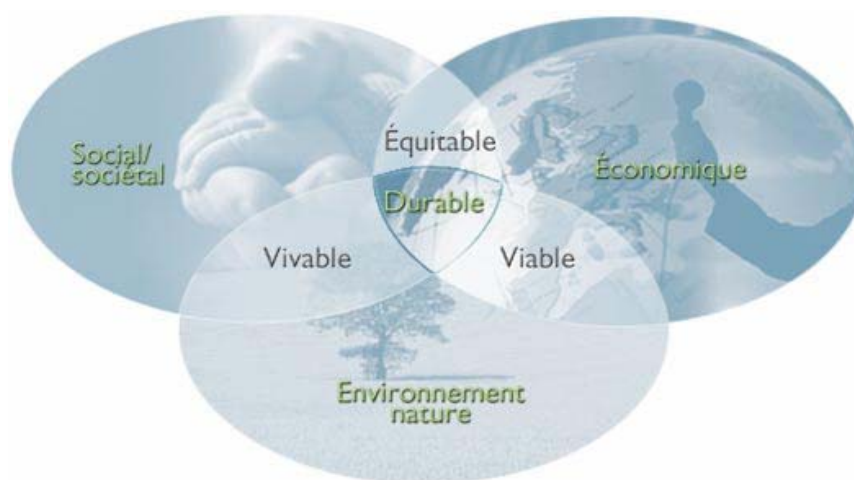 Équitable
Social/
sociétal
Économique
Durable
Vivable
Viable
Environnement
nature